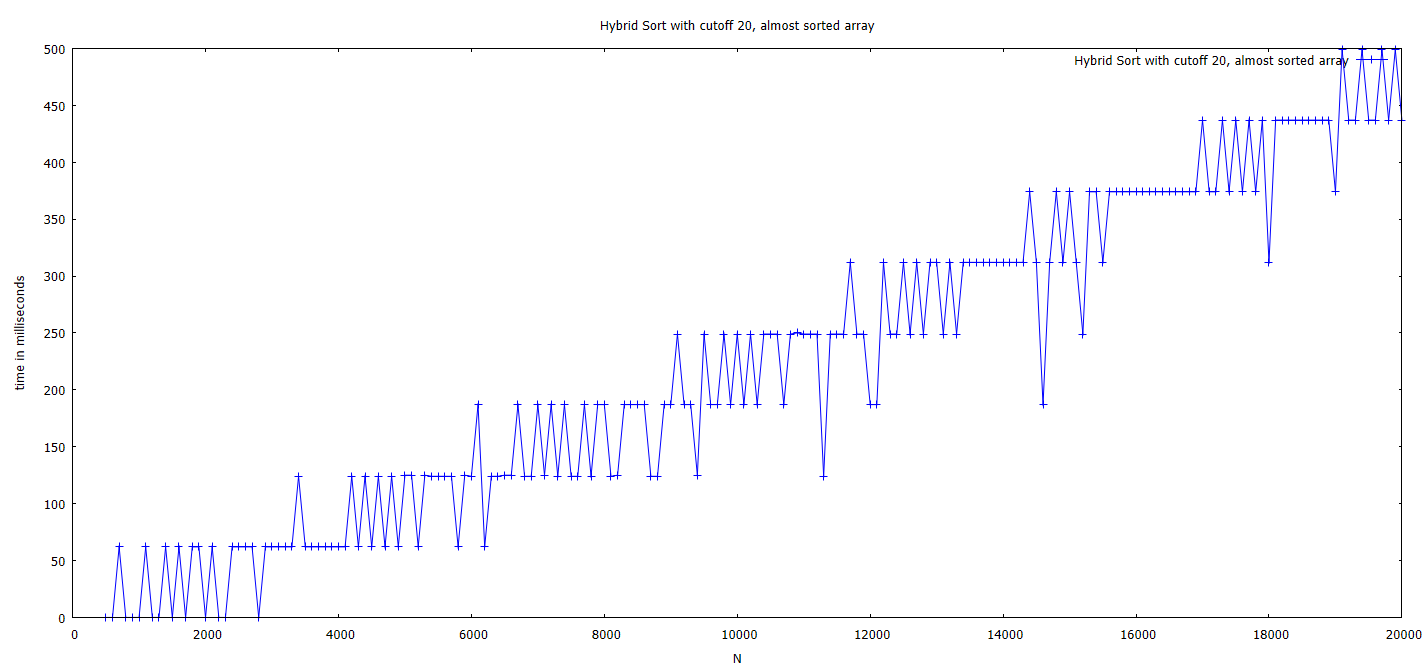 Hybrid Sort with cutoff 20, almost sorted array
500
Hybrid Sort with cutoff 20, almost sorted array
450
400
350
300
250
200
150
100
50
0
time in milliseconds
0 2000 4000 6000 8000 10000 12000 14000 16000 18000 20000
N